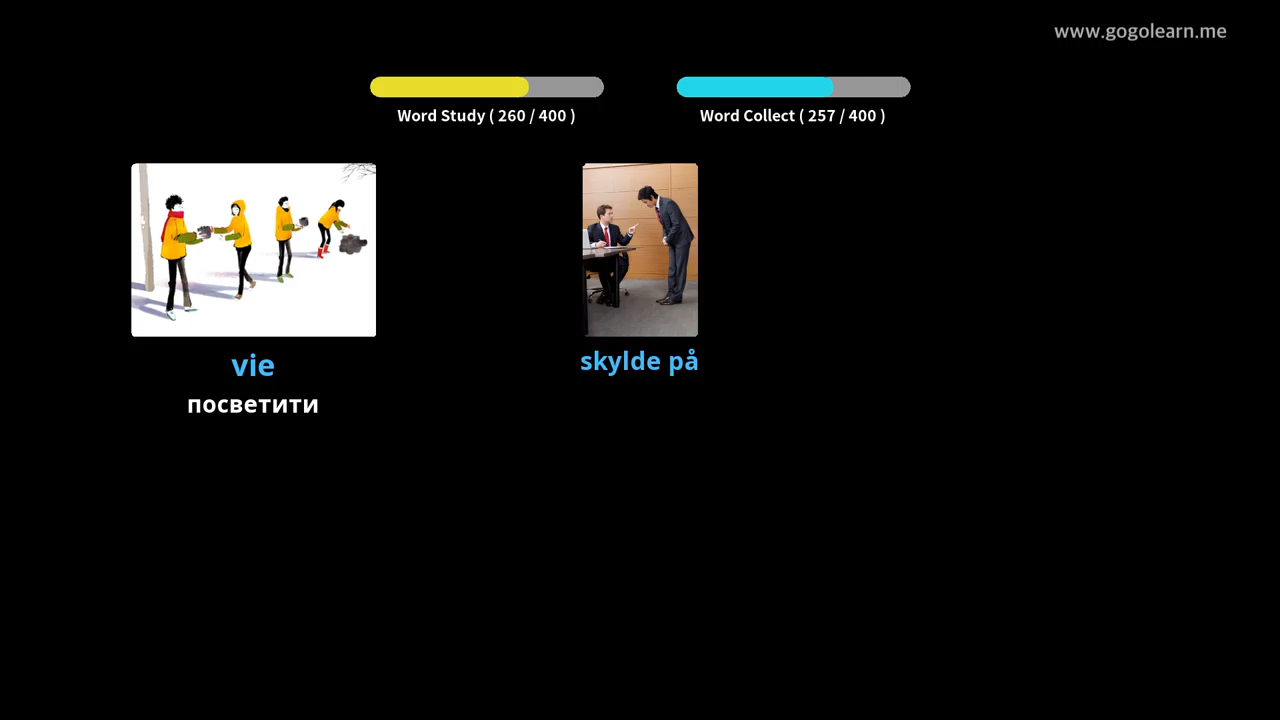 www.gogolearn.me
Word Study ( 260 / 400 )
Word Collect ( 257 / 400 )
vie
посветити
skylde på